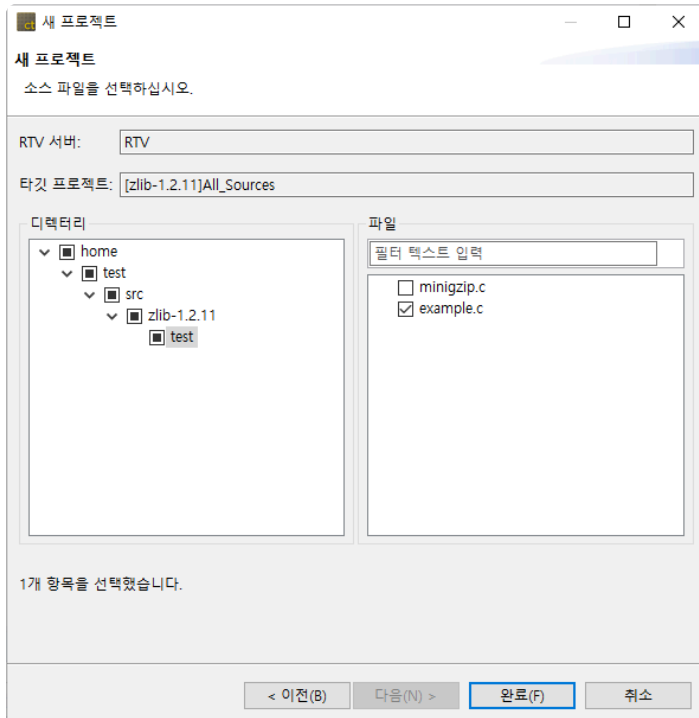 ct 새 프로젝트
새 프로젝트
소스 파일을 선택하십시오.
RTV 서버: RTV
타깃 프로젝트: [zlib-1.2.11]All_Sources
디렉터리
home
test
src
zlib-1.2.11
test
파일
필터 텍스트 입력
minigzip.c
example.c
1개 항목을 선택했습니다.
< 이전(B) 다음(N) > 완료(F) 취소